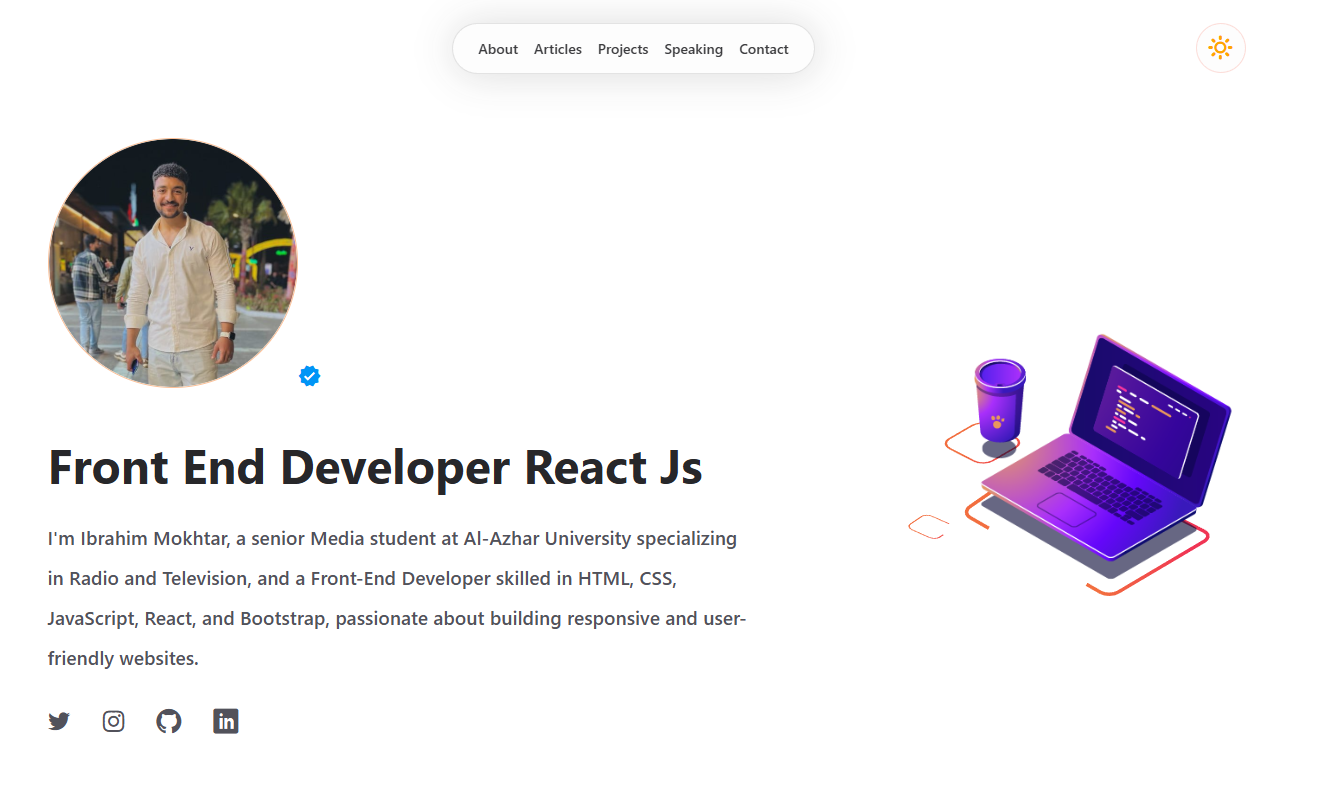 About Articles Projects Speaking Contact
Front End Developer React Js
I'm Ibrahim Mokhtar, a senior Media student at Al-Azhar University specializing
in Radio and Television, and a Front-End Developer skilled in HTML, CSS,
JavaScript, React, and Bootstrap, passionate about building responsive and user-
friendly websites.
in